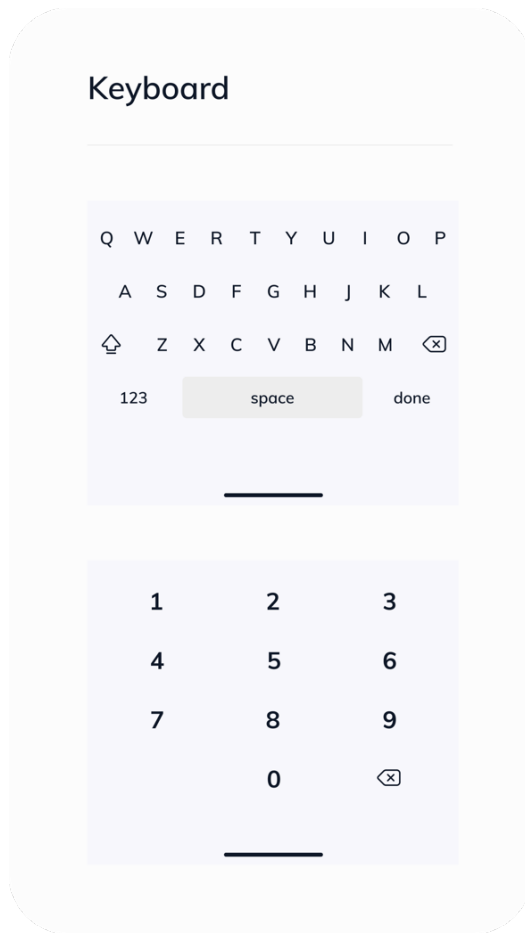 Keyboard
Q W E R T Y U I O P
A S D F G H J K L
Z X C V B N M
123 space done
1 2 3
4 5 6
7 8 9
0